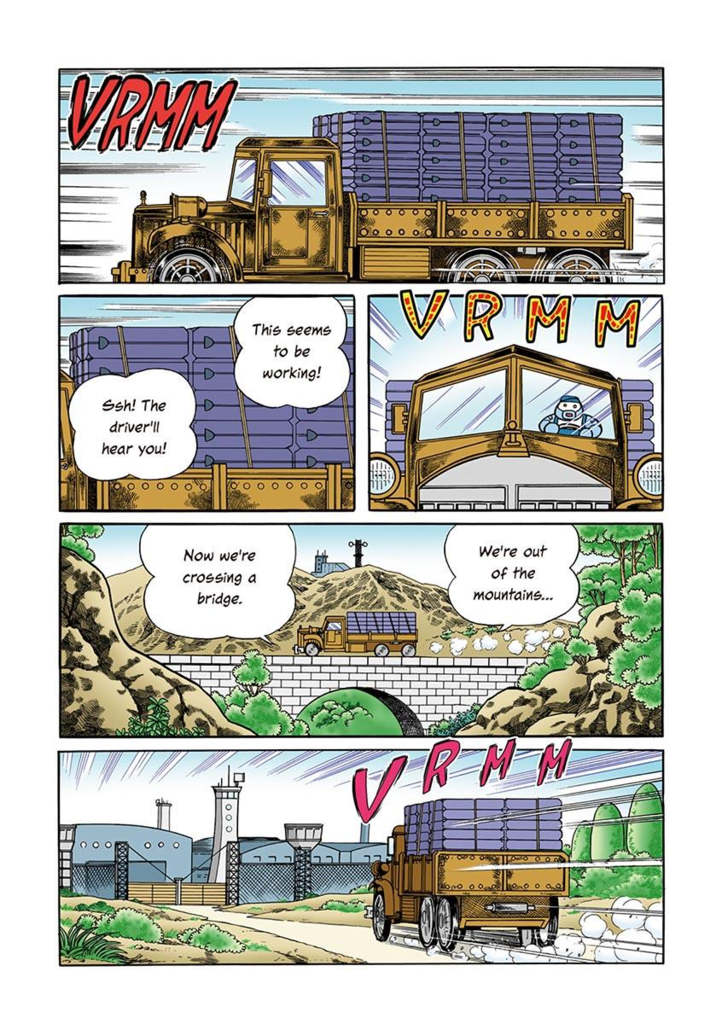 VRMM
This seems
to be
working!
Ssh! The
driver'll
hear you!
VRMM
We're out
of the
mountains...
Now we're
crossing a
bridge.
VRMM